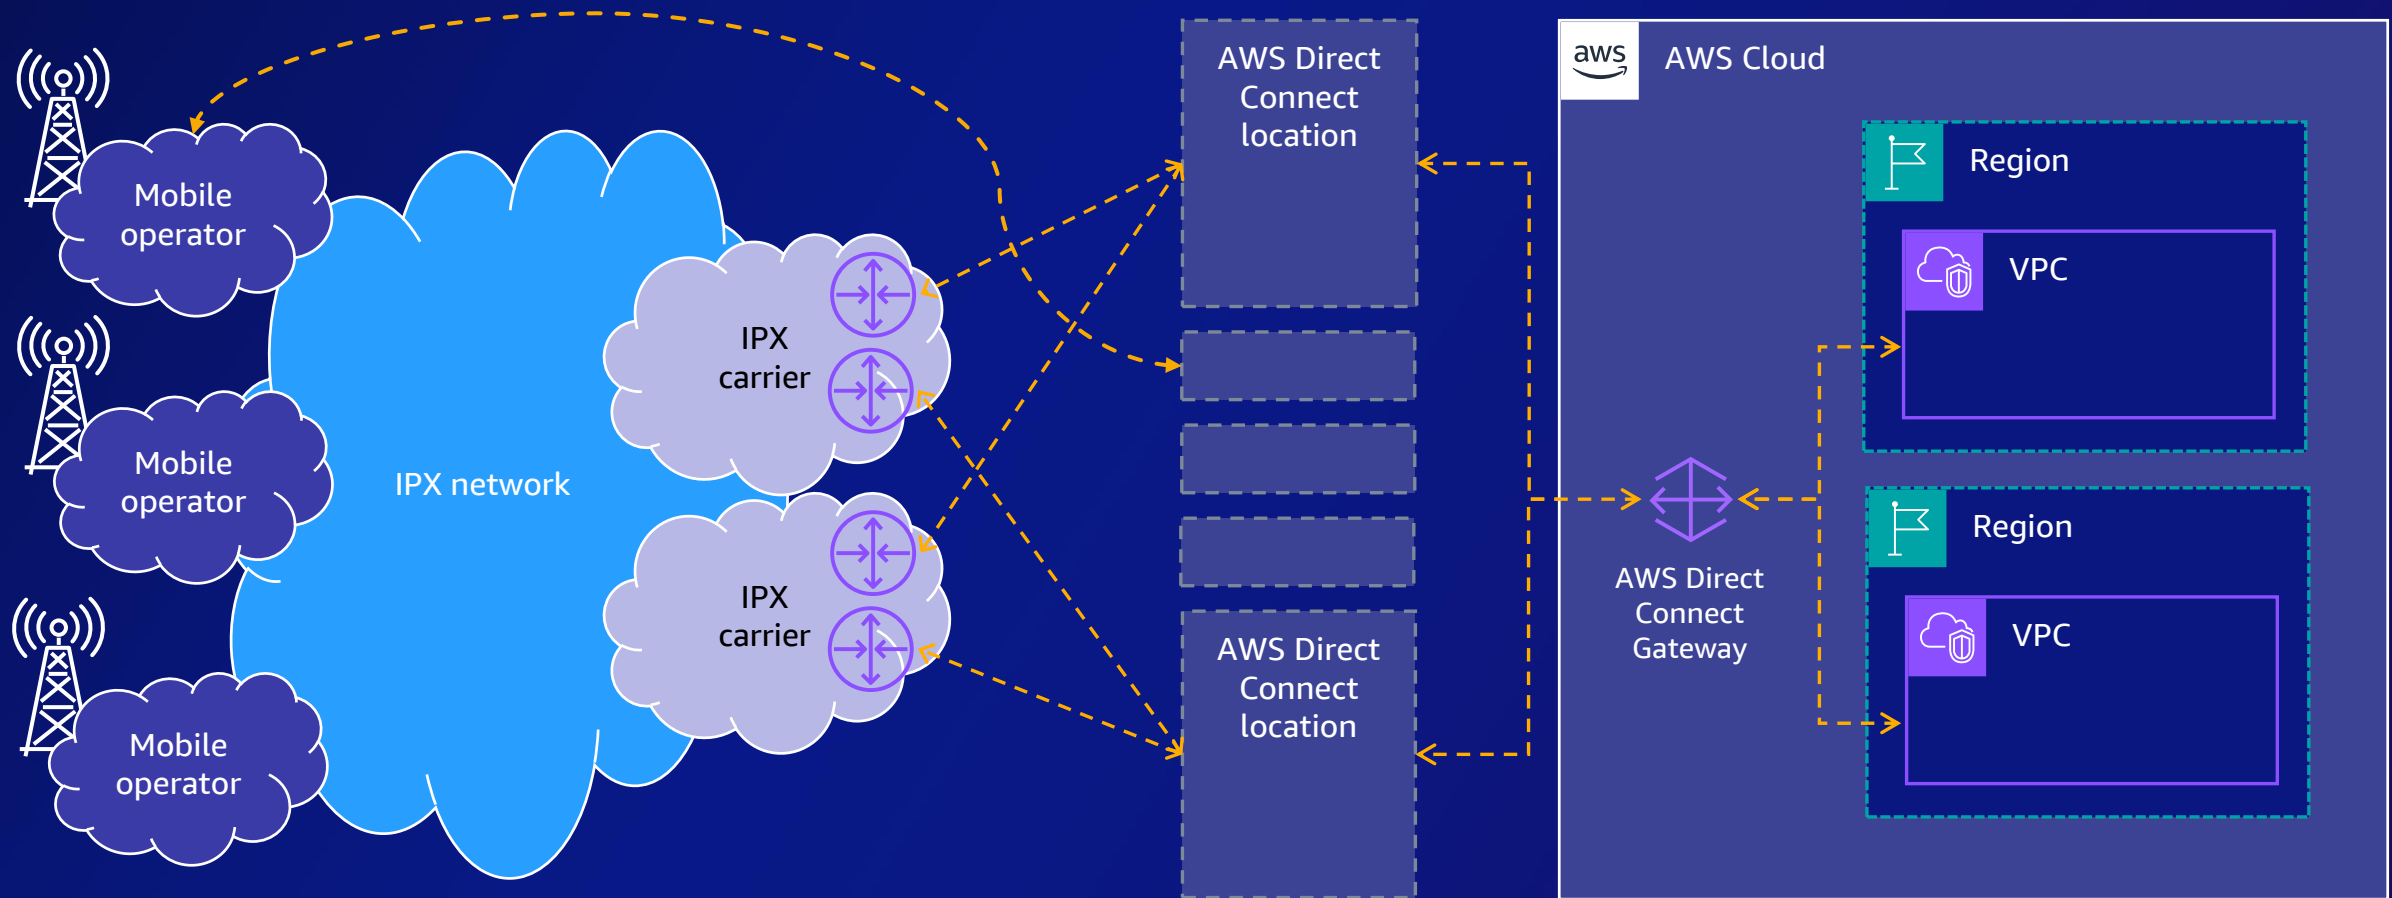 Mobile
operator
Mobile
operator
Mobile
operator
IPX network
IPX
carrier
IPX
carrier
AWS Direct
Connect
location
AWS Direct
Connect
location
aws
AWS Cloud
AWS Direct
Connect
Gateway
Region
VPC
Region
VPC